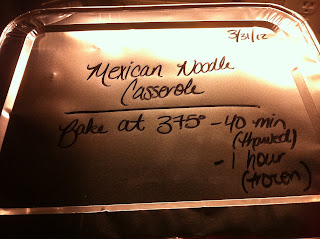 3/31/12
Mexican Noodle
Casserole
Bake at 375° - 40 min
(thawed)
- 1 hour
(frozen)